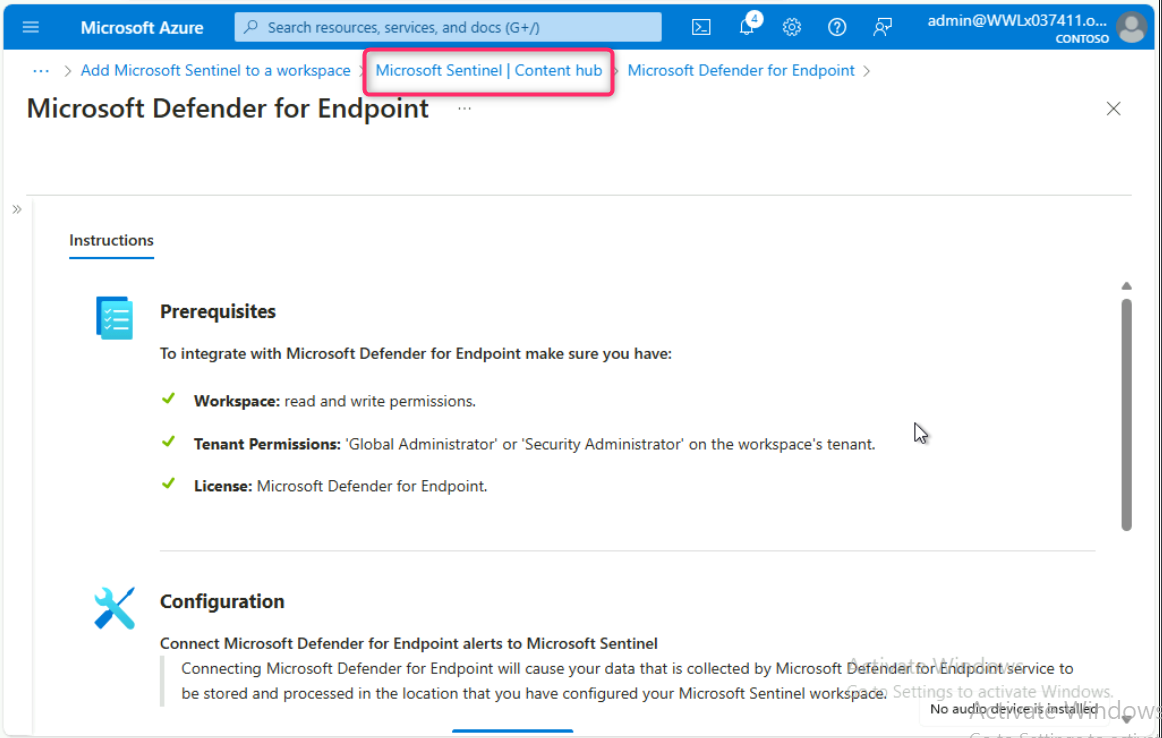 Microsoft Azure
Search resources, services, and docs (G+/)
4
admin@WWLx037411.o...
CONTOSO
... > Add Microsoft Sentinel to a workspace > Microsoft Sentinel | Content hub > Microsoft Defender for Endpoint >
Microsoft Defender for Endpoint ...
Instructions
Prerequisites
To integrate with Microsoft Defender for Endpoint make sure you have:
Workspace: read and write permissions.
Tenant Permissions: 'Global Administrator' or 'Security Administrator' on the workspace's tenant.
License: Microsoft Defender for Endpoint.
Configuration
Connect Microsoft Defender for Endpoint alerts to Microsoft Sentinel
Connecting Microsoft Defender for Endpoint will cause your data that is collected by Microsoft Defender for Endpoint service to
be stored and processed in the location that you have configured your Microsoft Sentinel workspace.
Activate Windows
Go to Settings to activate Windows.
No audio device is installed
Activate Windows